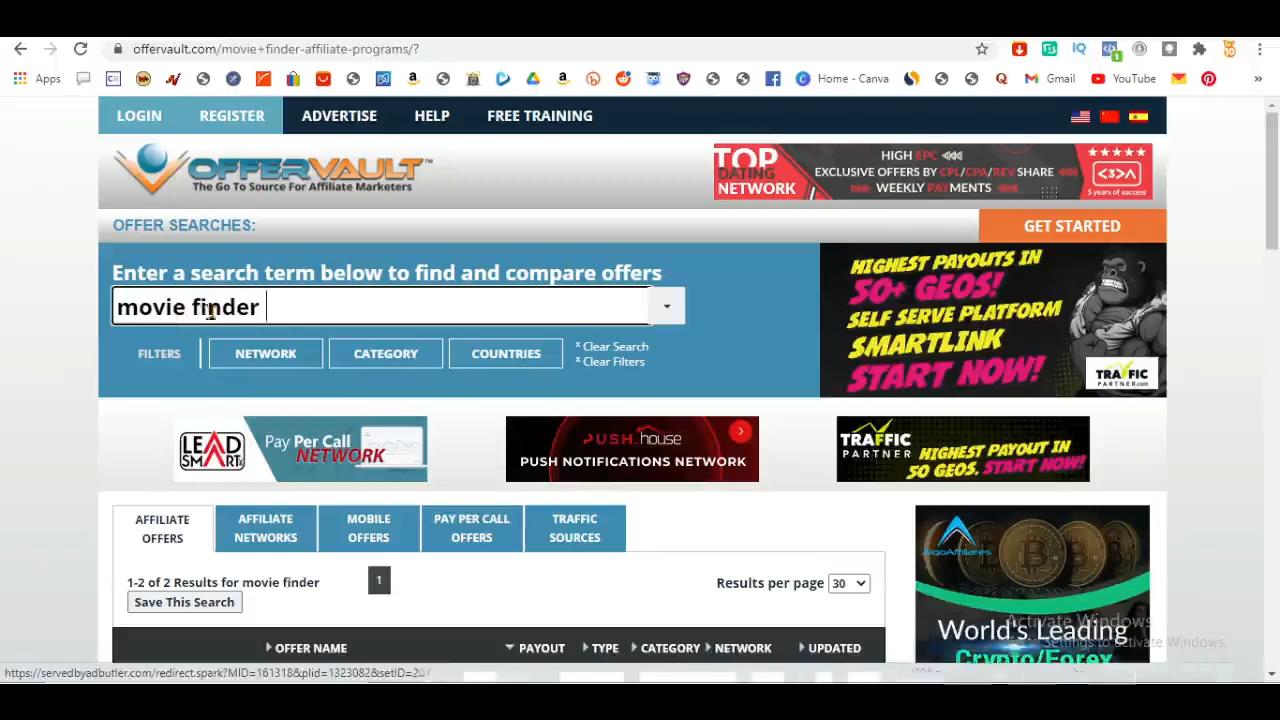 offervault.com/movie+finder-affiliate-programs/?
Apps
Home - Canva
Gmail
YouTube
LOGIN
REGISTER
ADVERTISE
HELP
FREE TRAINING
OFFERVAULT™
The Go To Source For Affiliate Marketers
TOP
DATING
NETWORK
HIGH EPC
EXCLUSIVE OFFERS BY CPL/CPA/REV SHARE
WEEKLY PAYMENTS
5 years of success
OFFER SEARCHES:
GET STARTED
Enter a search term below to find and compare offers
movie finder
FILTERS
NETWORK
CATEGORY
COUNTRIES
x Clear Search
x Clear Filters
HIGHEST PAYOUTS IN
50+ GEOS!
SELF SERVE PLATFORM
SMARTLINK
START NOW!
TRAFFIC
PARTNER.com
LEAD
SMART
Pay Per Call
NETWORK
PUSH.house
PUSH NOTIFICATIONS NETWORK
TRAFFIC
PARTNER
HIGHEST PAYOUT IN
50 GEOS. START NOW!
AFFILIATE
OFFERS
AFFILIATE
NETWORKS
MOBILE
OFFERS
PAY PER CALL
OFFERS
TRAFFIC
SOURCES
1-2 of 2 Results for movie finder
1
Results per page 30
Save This Search
OFFER NAME
PAYOUT
TYPE
CATEGORY
NETWORK
UPDATED
AlgoAffiliates
World's Leading
Crypto/Forex
Activate Windows
Settings to Activate Windows.